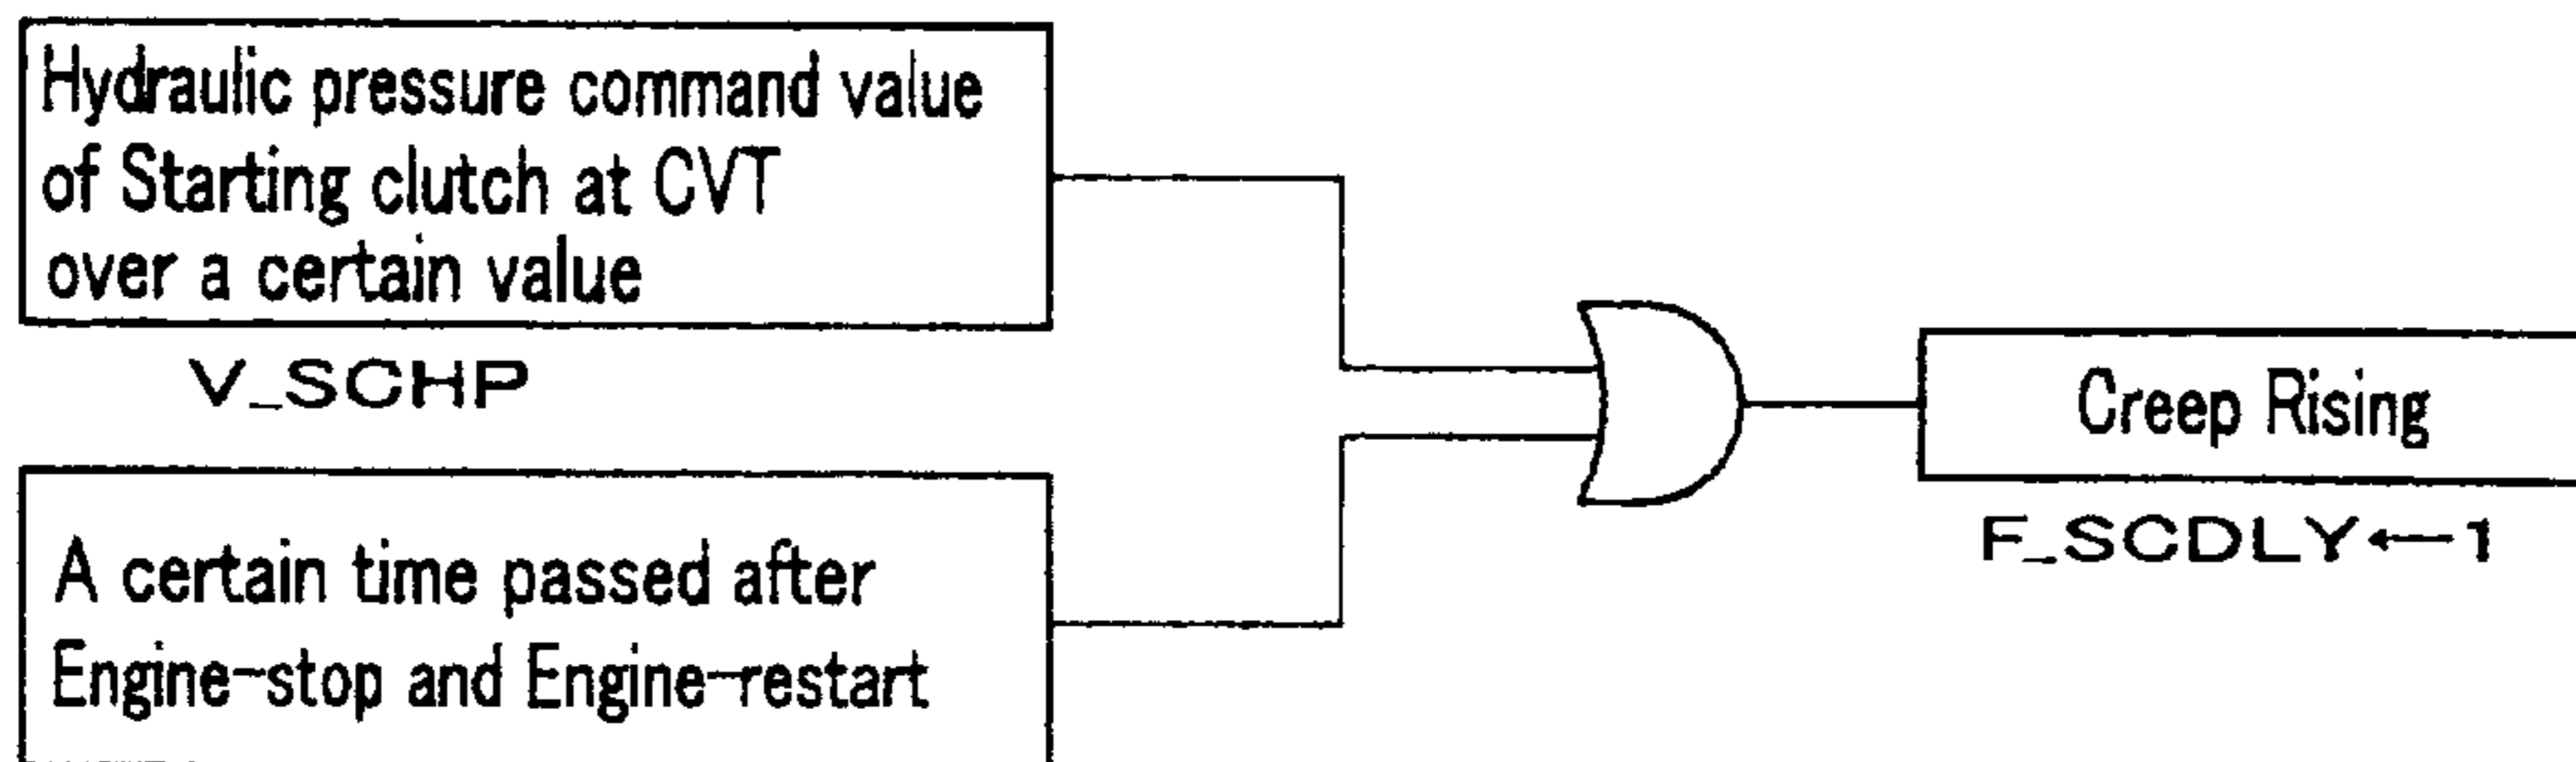 Hydraulic pressure command value
of Starting clutch at CVT
over a certain value
V_SCHP
A certain time passed after
Engine-stop and Engine-restart
Creep Rising
F_SCDLY←1